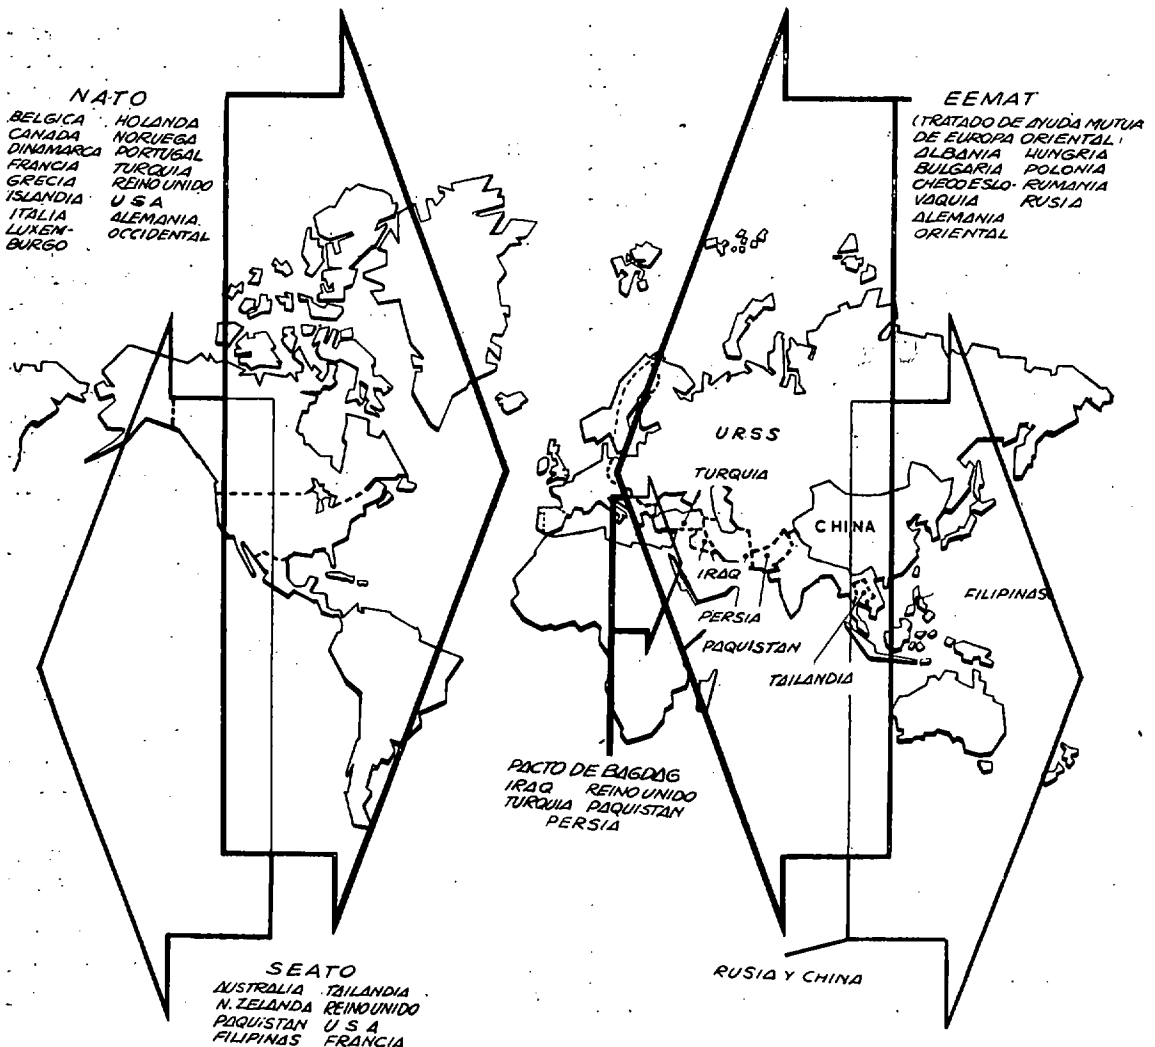 NATO
BELGICA HOLANDA
CANADA NORUEGA
DINAMARCA PORTUGAL
FRANCIA TURQUIA
GRECIA REINO UNIDO
ISLANDIA U S A
ITALIA ALEMANIA
LUXEM- OCCIDENTAL
BURGO
EEMAT
(TRATADO DE AYUDA MUTUA
DE EUROPA ORIENTAL)
ALBANIA HUNGRIA
BULGARIA POLONIA
CHECOESLO- RUMANIA
VAQUIA RUSIA
ALEMANIA
ORIENTAL
URSS
TURQUIA
CHINA
IRAQ
FILIPINAS
PERSIA
PAQUISTAN
TAILANDIA
PACTO DE BAGDAG
IRAQ REINO UNIDO
TURQUIA PAQUISTAN
PERSIA
SEATO
AUSTRALIA TAILANDIA
N. ZELANDA REINO UNIDO
PAQUISTAN U S A
FILIPINAS FRANCIA
RUSIA Y CHINA